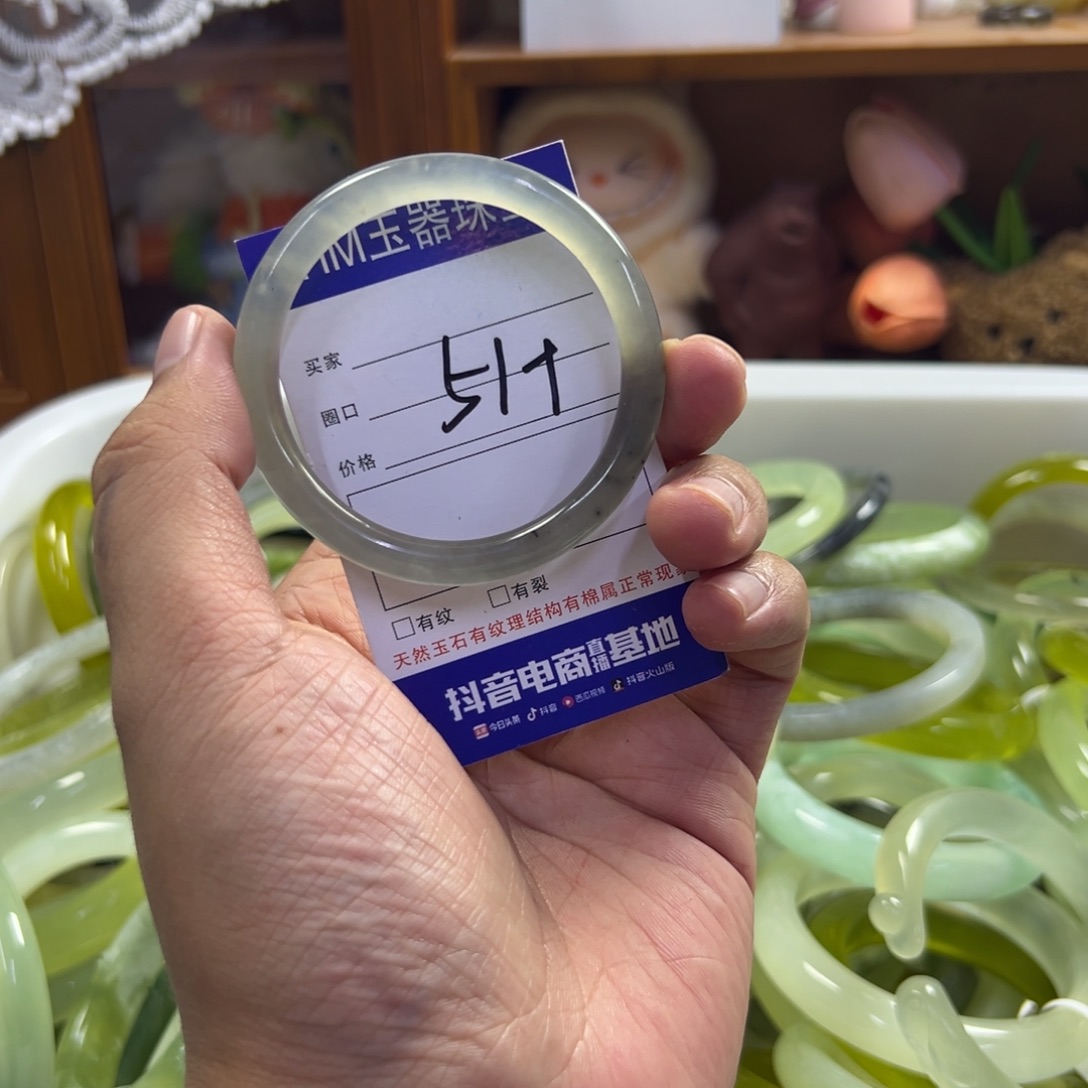 M玉器珠
买家
圈口
价格
□有纹 □有裂
天然玉石有纹理结构有棉属正常现
抖音电商直播基地
今日头条 抖音 西瓜视频 抖音火山版